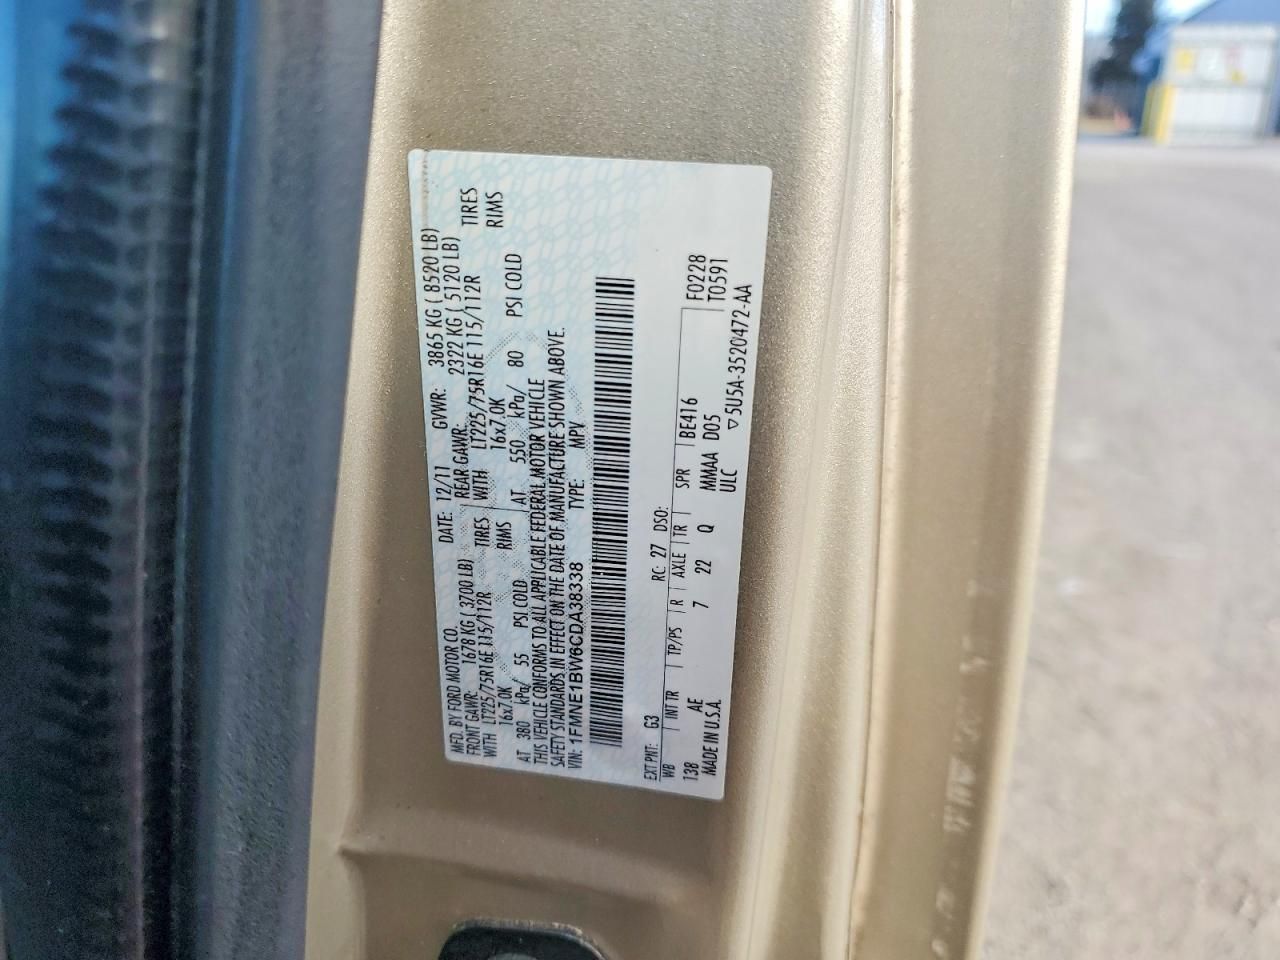 MFD. BY FORD MOTOR CO. DATE: 12/11 GVWR: 3865 KG ( 8520 LB)
FRONT GAWR: 1678 KG ( 3700 LB) REAR GAWR: 2322 KG ( 5120 LB)
WITH LT225/75R16E 115/112R TIRES WITH LT225/75R16E 115/112R TIRES
16x7.0K RIMS 16x7.0K RIMS
AT 380 kPa/ 55 PSI COLD AT 550 kPa/ 80 PSI COLD
THIS VEHICLE CONFORMS TO ALL APPLICABLE FEDERAL MOTOR VEHICLE
SAFETY STANDARDS IN EFFECT ON THE DATE OF MANUFACTURE SHOWN ABOVE.
VIN: 1FMNE1BW6CDA38338 TYPE: MPV
EXT PNT: G3 RC: 27 DSO:
WB INT TR TP/PS R AXLE TR SPR BE416 F0228
138 AE 7 22 Q MMAA D05 T0591
MADE IN U.S.A. ULC ▽5U5A-3520472-AA